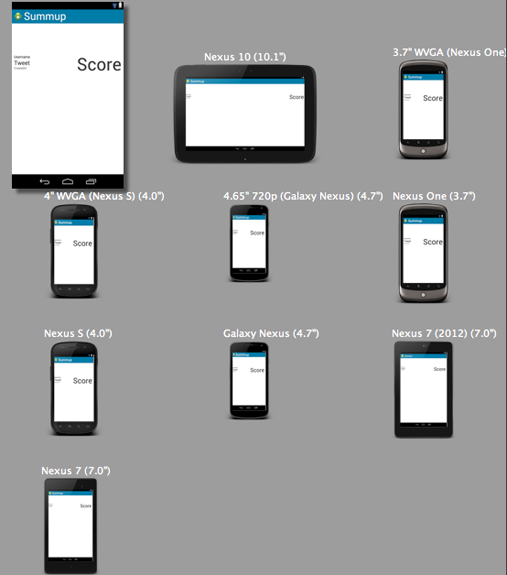 Summup
Username
Tweet
Score
Nexus 10 (10.1")
Summup
Score
3.7" WVGA (Nexus One)
Summup
Score
4" WVGA (Nexus S) (4.0")
Summup
Score
4.65" 720p (Galaxy Nexus) (4.7")
Summup
Score
Nexus One (3.7")
Summup
Score
Nexus S (4.0")
Summup
Score
Galaxy Nexus (4.7")
Summup
Score
Nexus 7 (2012) (7.0")
Score
Nexus 7 (7.0")
Summup
Score